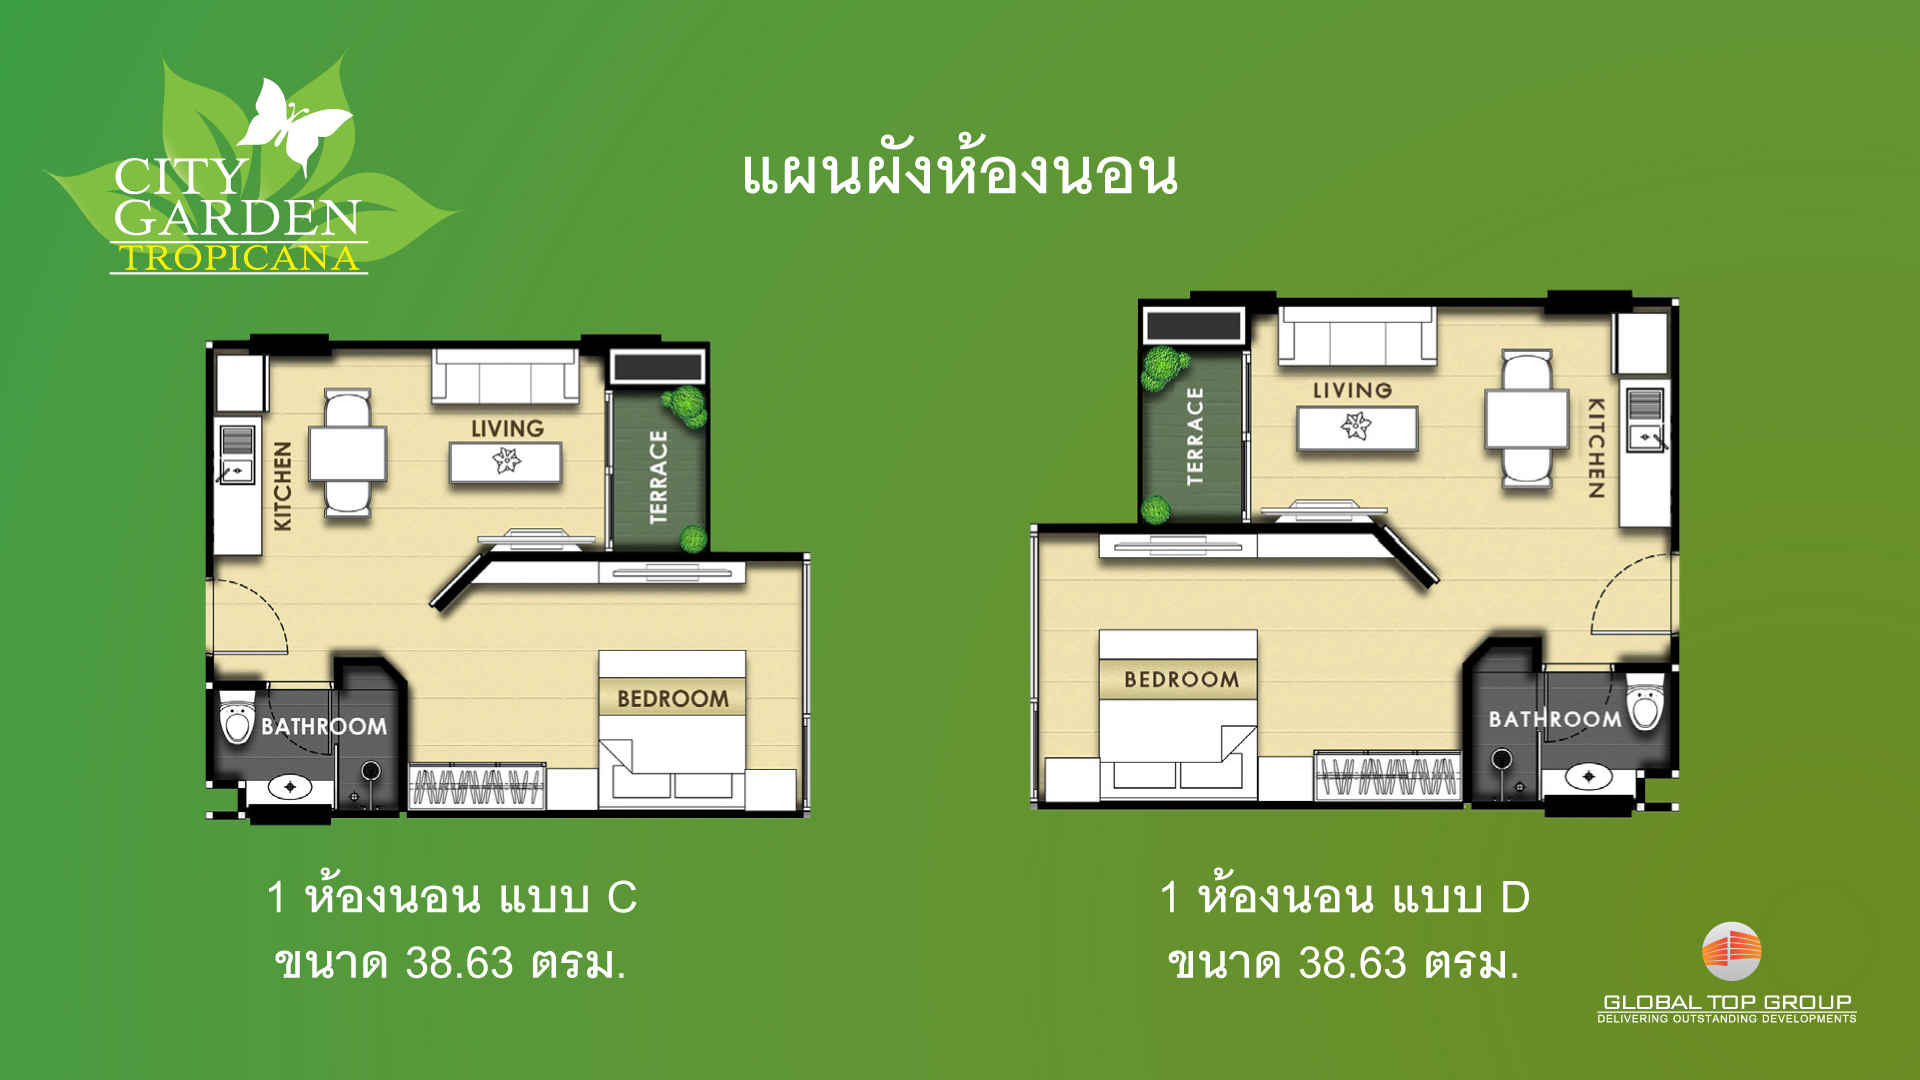 CITY
GARDEN
TROPICANA
แผนผังห้องนอน
LIVING
KITCHEN
TERRACE
BEDROOM
BATHROOM
1 ห้องนอน แบบ C
ขนาด 38.63 ตรม.
LIVING
KITCHEN
TERRACE
BEDROOM
BATHROOM
1 ห้องนอน แบบ D
ขนาด 38.63 ตรม.
GLOBAL TOP GROUP
DELIVERING OUTSTANDING DEVELOPMENTS